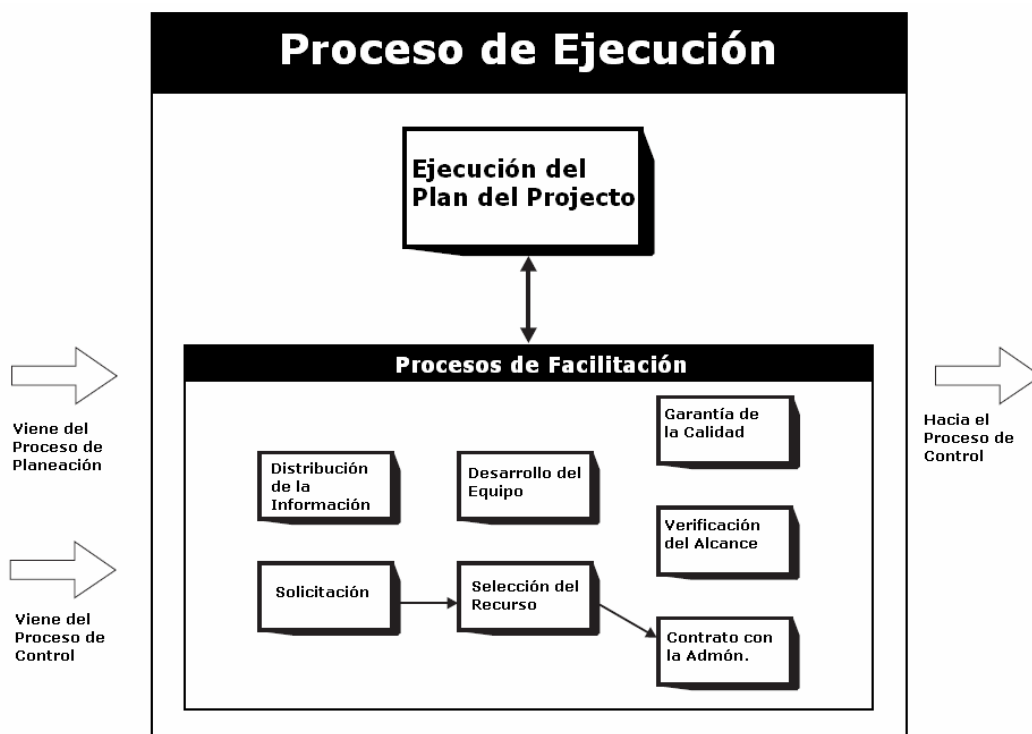 Proceso de Ejecución
Ejecución del
Plan del Projecto
Procesos de Facilitación
Viene del
Proceso de
Planeación
Viene del
Proceso de
Control
Distribución
de la
Información
Desarrollo del
Equipo
Garantía de
la Calidad
Verificación
del Alcance
Solicitación
Selección del
Recurso
Contrato con
la Admón.
Hacia el
Proceso de
Control